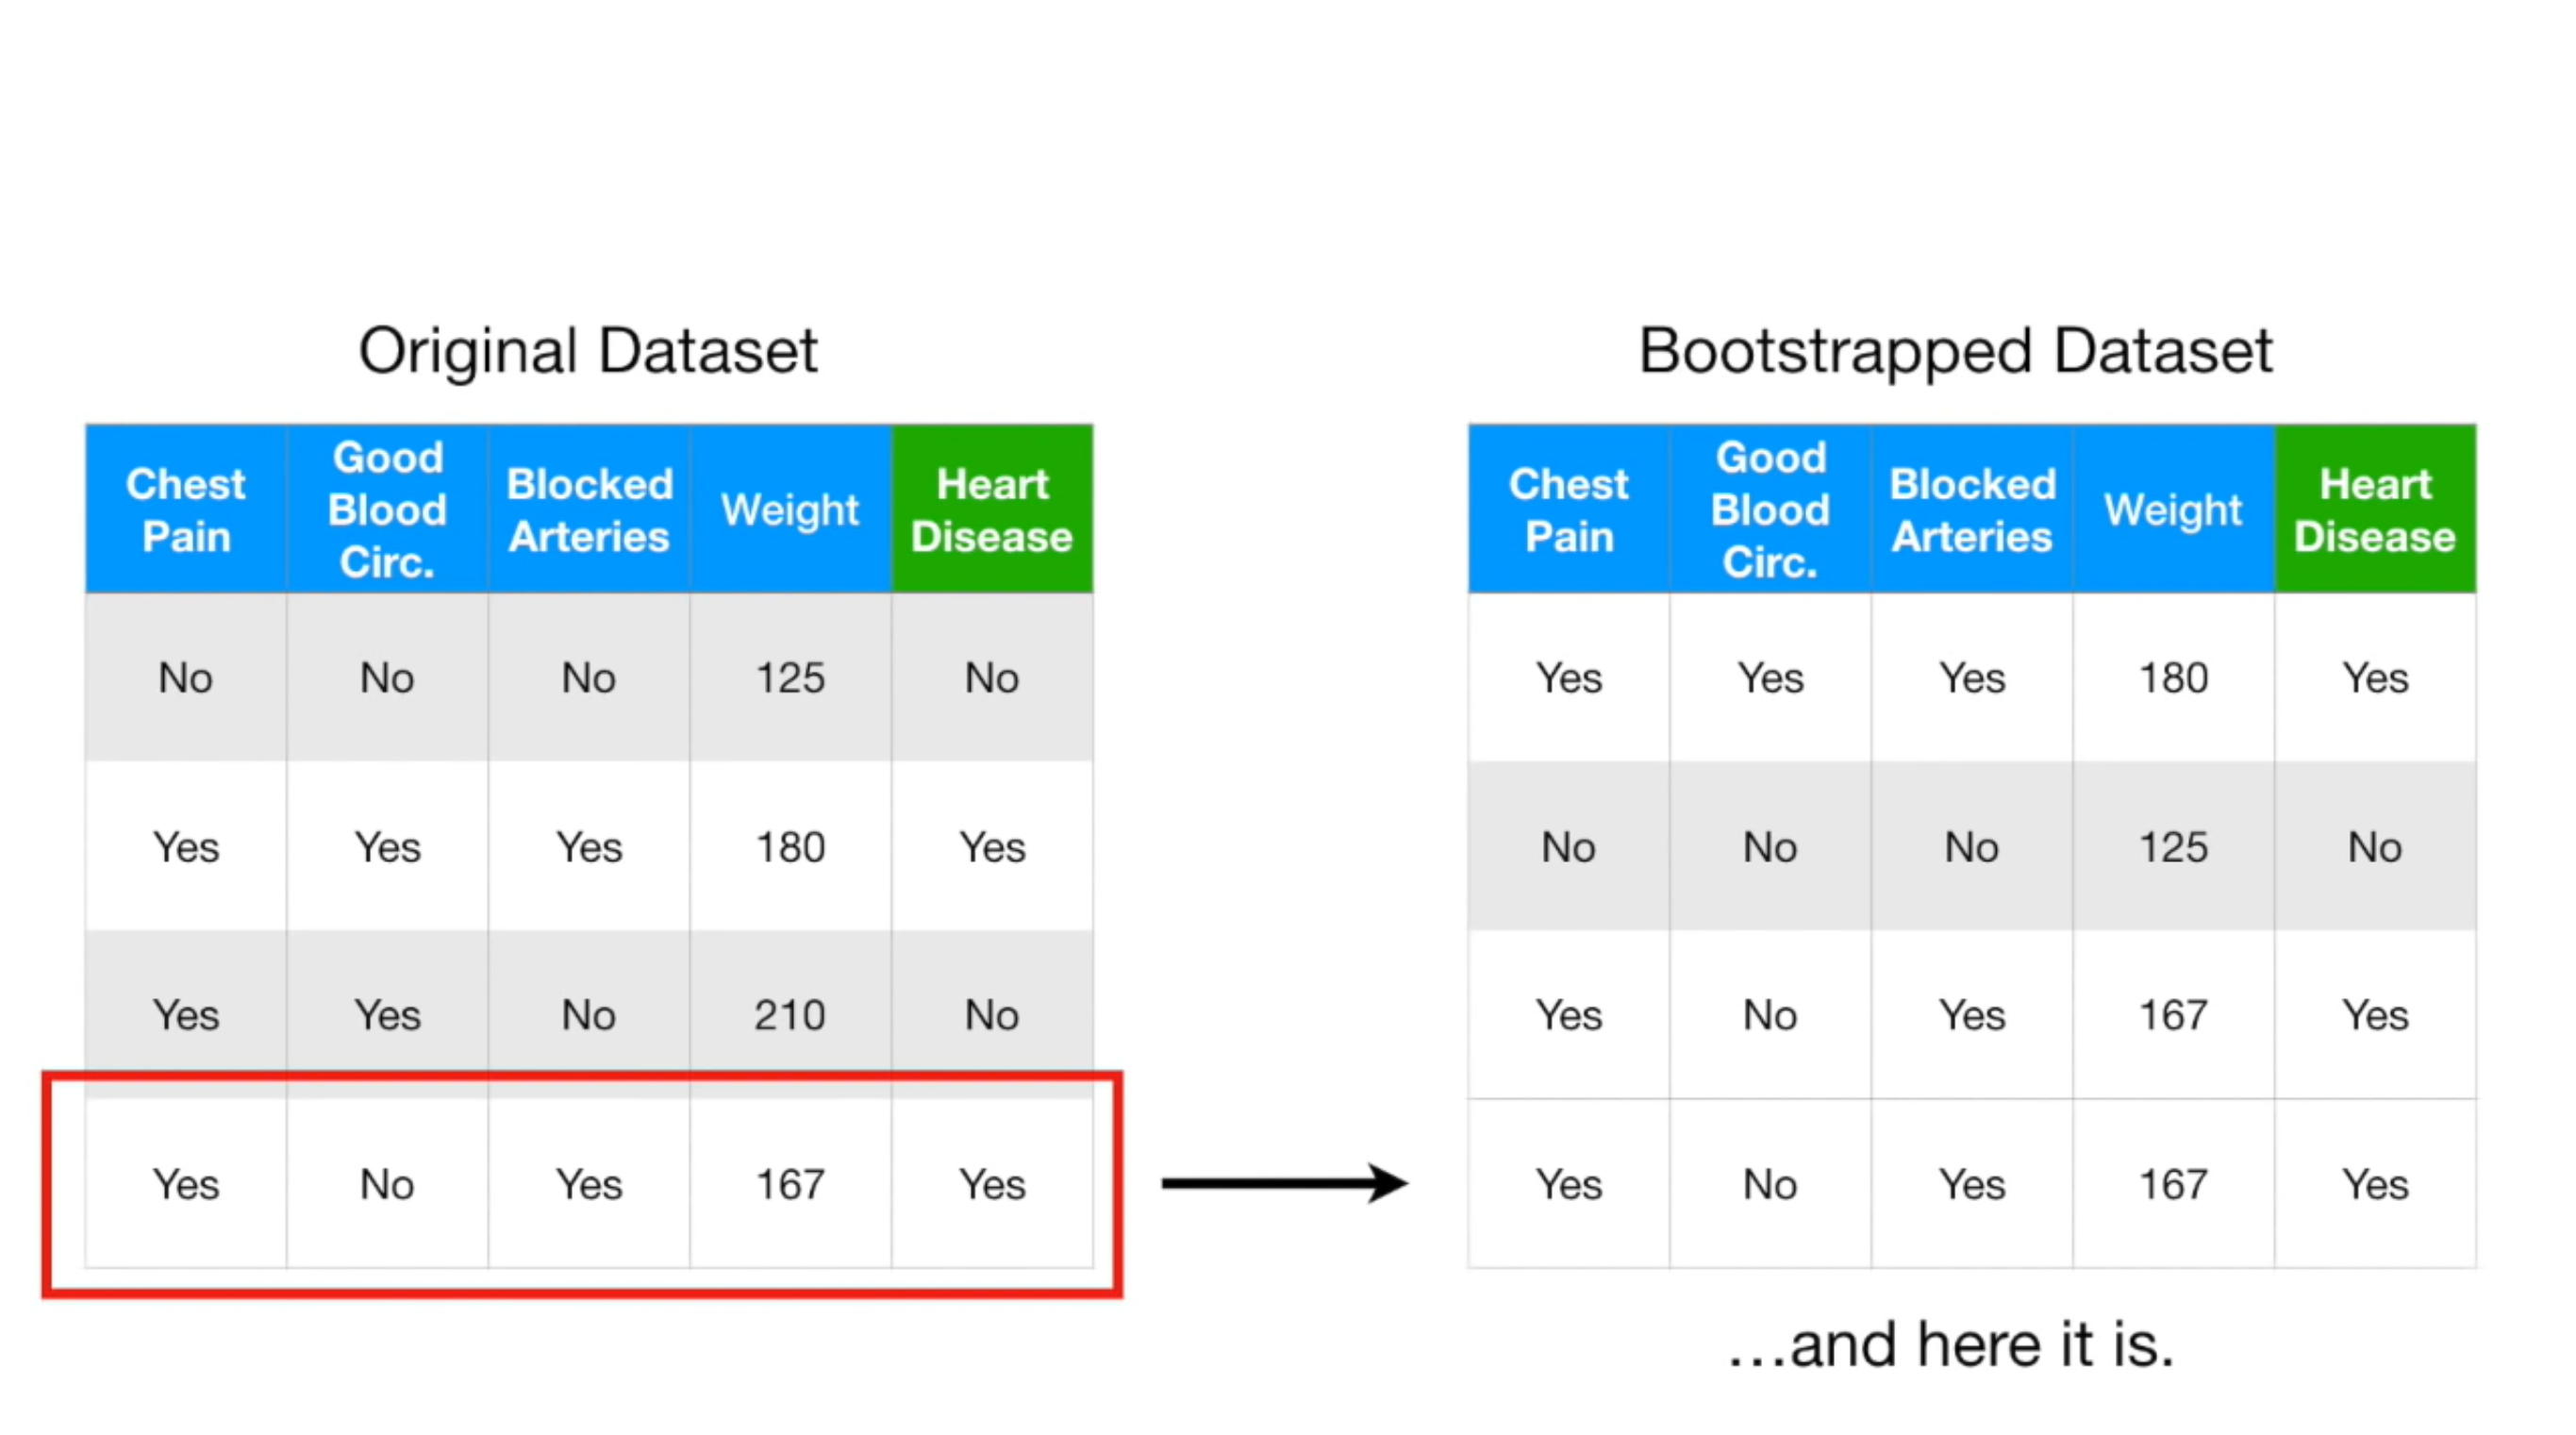 Original Dataset
Chest Pain Good Blood Circ. Blocked Arteries Weight Heart Disease
No No No 125 No
Yes Yes Yes 180 Yes
Yes Yes No 210 No
Yes No Yes 167 Yes
Bootstrapped Dataset
Chest Pain Good Blood Circ. Blocked Arteries Weight Heart Disease
Yes Yes Yes 180 Yes
No No No 125 No
Yes No Yes 167 Yes
Yes No Yes 167 Yes
...and here it is.